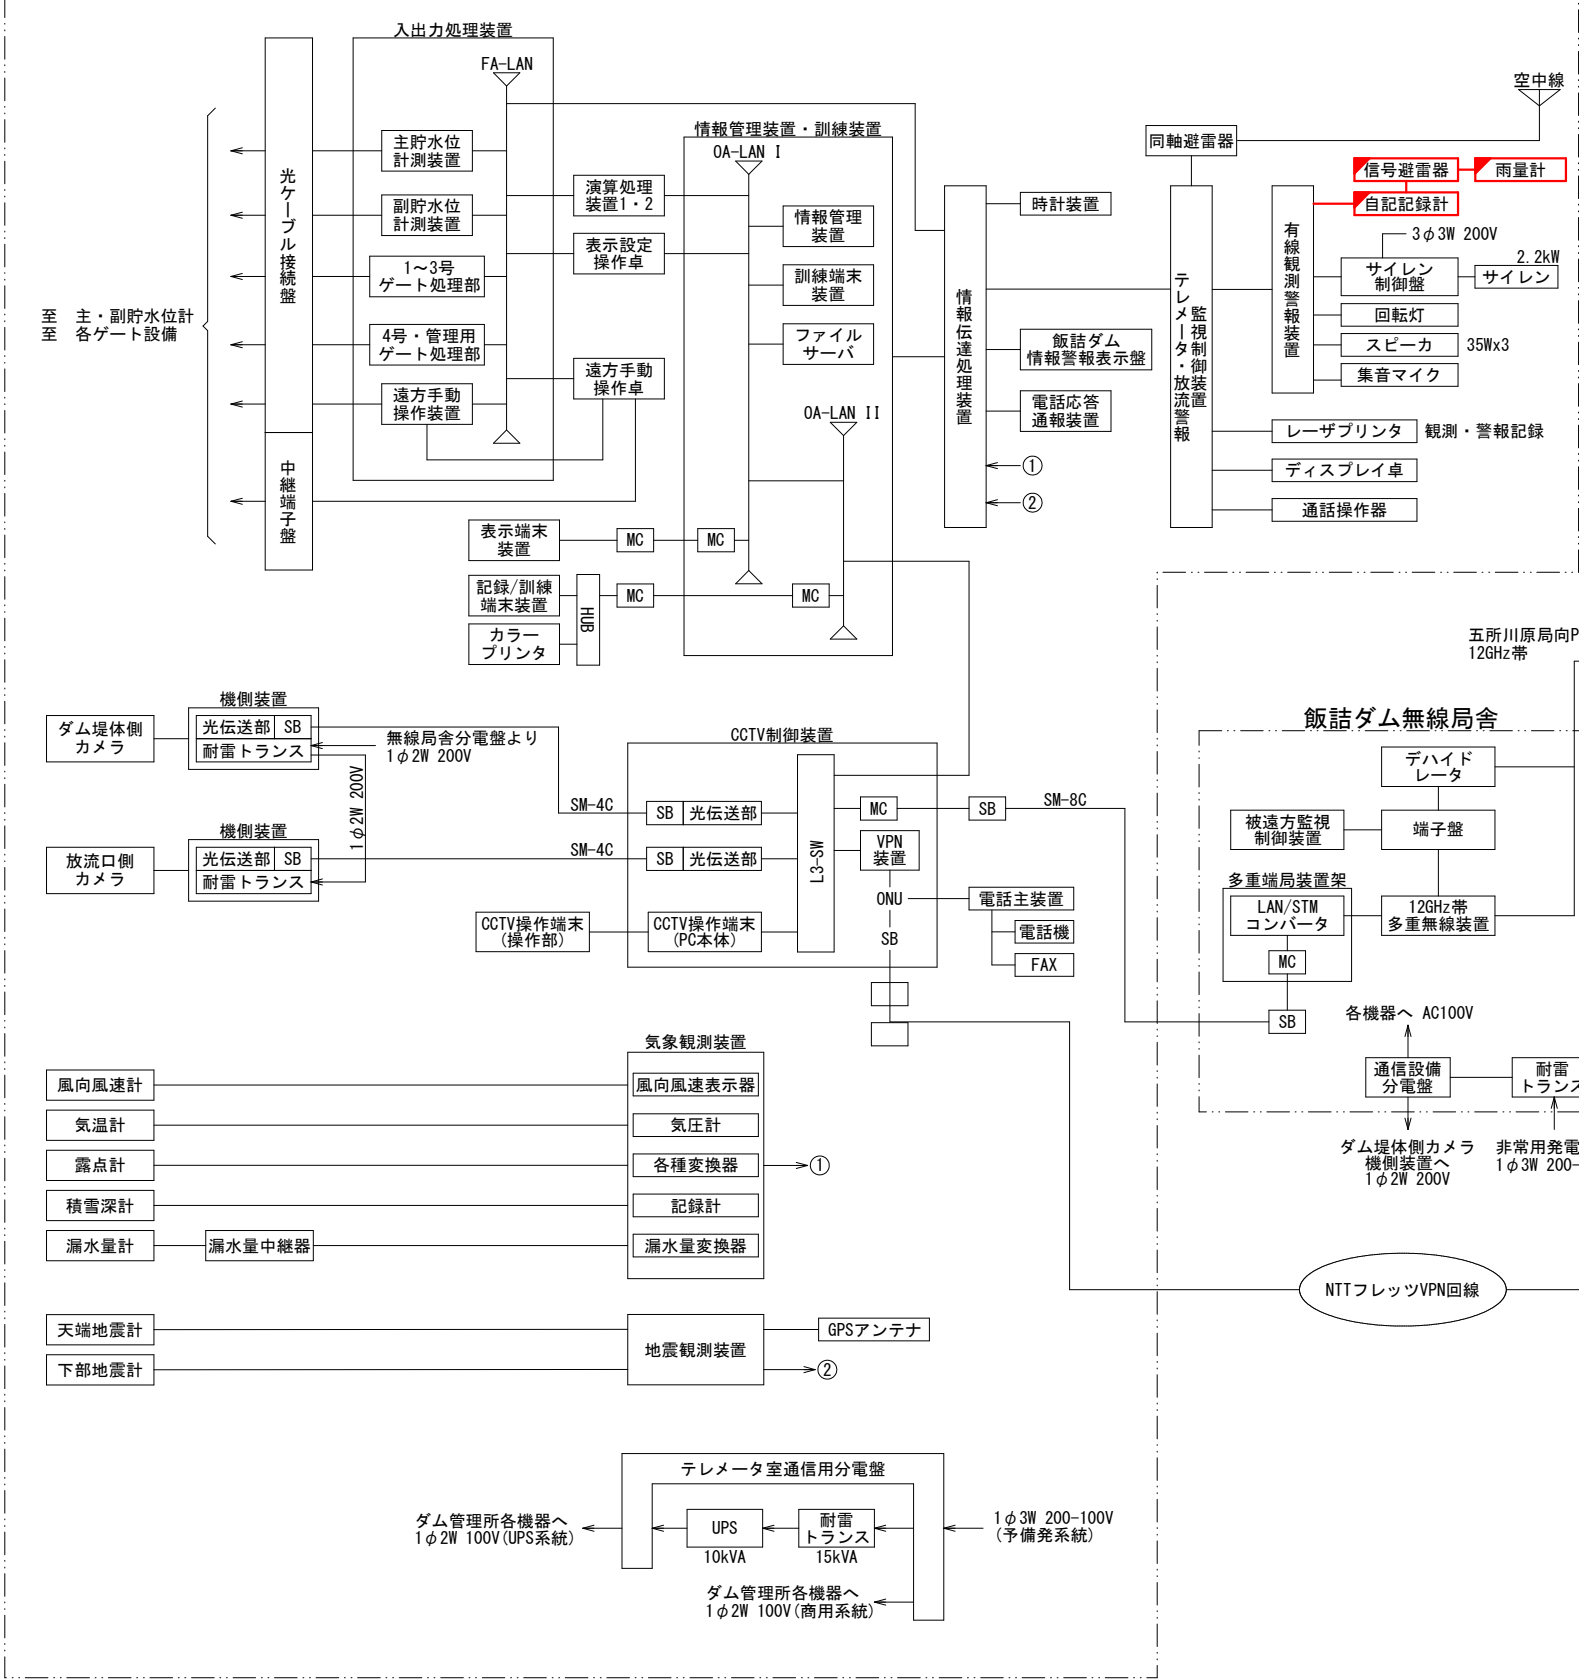 入出力処理装置
FA-LAN
空中線
情報管理装置・訓練装置
OA-LAN I
同軸避雷器
主貯水位
計測装置
信号避雷器
雨量計
光ケーブル接続盤
演算処理
装置1・2
時計装置
自記記録計
副貯水位
計測装置
情報管理
装置
3φ3W 200V
有線観測警報装置
表示設定
操作卓
2.2kW
サイレン
制御盤
サイレン
1～3号
ゲート処理部
訓練端末
装置
情報伝達処理装置
テレメータ・放流警報
監視制御装置
至 主・副貯水位計
至 各ゲート設備
回転灯
4号・管理用
ゲート処理部
ファイル
サーバ
飯詰ダム
情報警報表示盤
スピーカ
35Wx3
遠方手動
操作卓
集音マイク
遠方手動
操作装置
OA-LAN II
電話応答
通報装置
レーザプリンタ
観測・警報記録
中継端子盤
①
ディスプレイ卓
②
通話操作器
表示端末
装置
MC
MC
記録/訓練
端末装置
HUB
MC
MC
カラー
プリンタ
五所川原局向P
12GHz帯
機側装置
飯詰ダム無線局舎
ダム堤体側
カメラ
光伝送部
SB
耐雷トランス
無線局舎分電盤より
1φ2W 200V
CCTV制御装置
デハイド
レータ
1φ2W 200V
SM-4C
SB
光伝送部
MC
SB
SM-8C
機側装置
被遠方監視
制御装置
端子盤
放流口側
カメラ
光伝送部
SB
耐雷トランス
SM-4C
SB
光伝送部
L3-SW
VPN
装置
多重端局装置架
ONU
電話主装置
LAN/STM
コンバータ
12GHz帯
多重無線装置
CCTV操作端末
(操作部)
CCTV操作端末
(PC本体)
SB
電話機
FAX
MC
SB
各機器へ AC100V
気象観測装置
風向風速計
風向風速表示器
通信設備
分電盤
耐雷
トランス
気温計
気圧計
ダム堤体側カメラ
機側装置へ
1φ2W 200V
非常用発電
1φ3W 200-
露点計
各種変換器
①
積雪深計
記録計
漏水量計
漏水量中継器
漏水量変換器
NTTフレッツVPN回線
天端地震計
地震観測装置
GPSアンテナ
下部地震計
②
テレメータ室通信用分電盤
ダム管理所各機器へ
1φ2W 100V(UPS系統)
UPS
10kVA
耐雷
トランス
15kVA
1φ3W 200-100V
(予備発系統)
ダム管理所各機器へ
1φ2W 100V(商用系統)